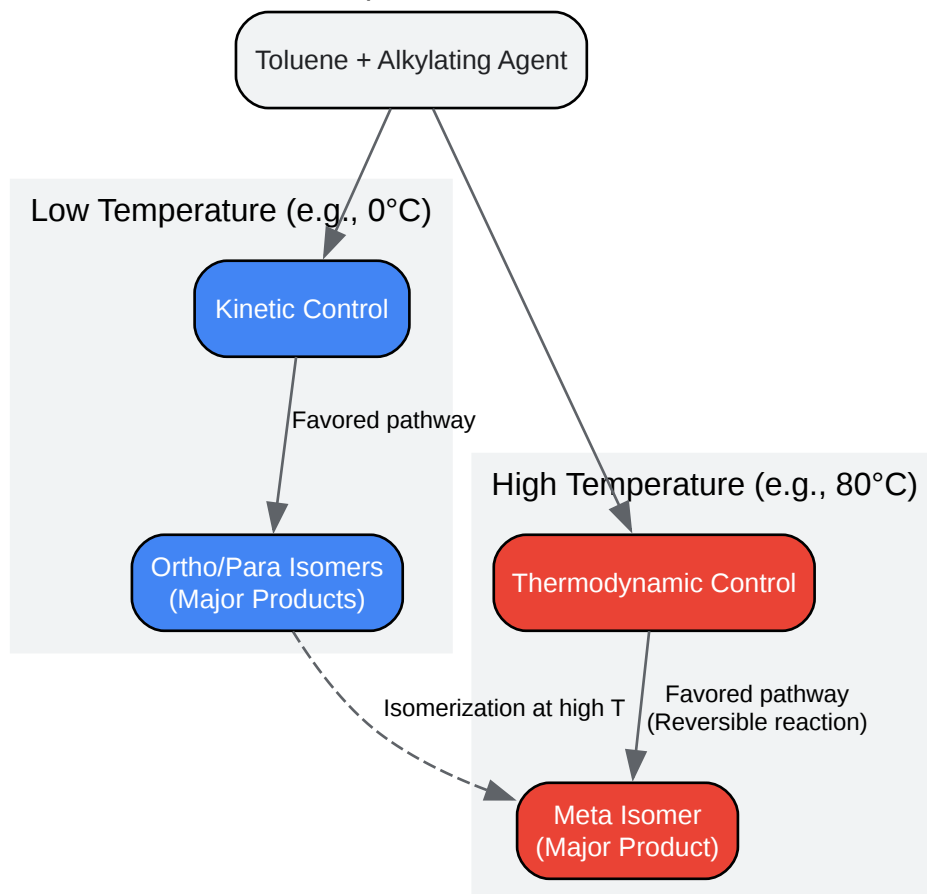 Toluene + Alkylating Agent
Low Temperature (e.g., 0°C)
Kinetic Control
Favored pathway
High Temperature (e.g., 80°C)
Ortho/Para Isomers
(Major Products)
Thermodynamic Control
Isomerization at high T
Favored pathway
(Reversible reaction)
Meta Isomer
(Major Product)